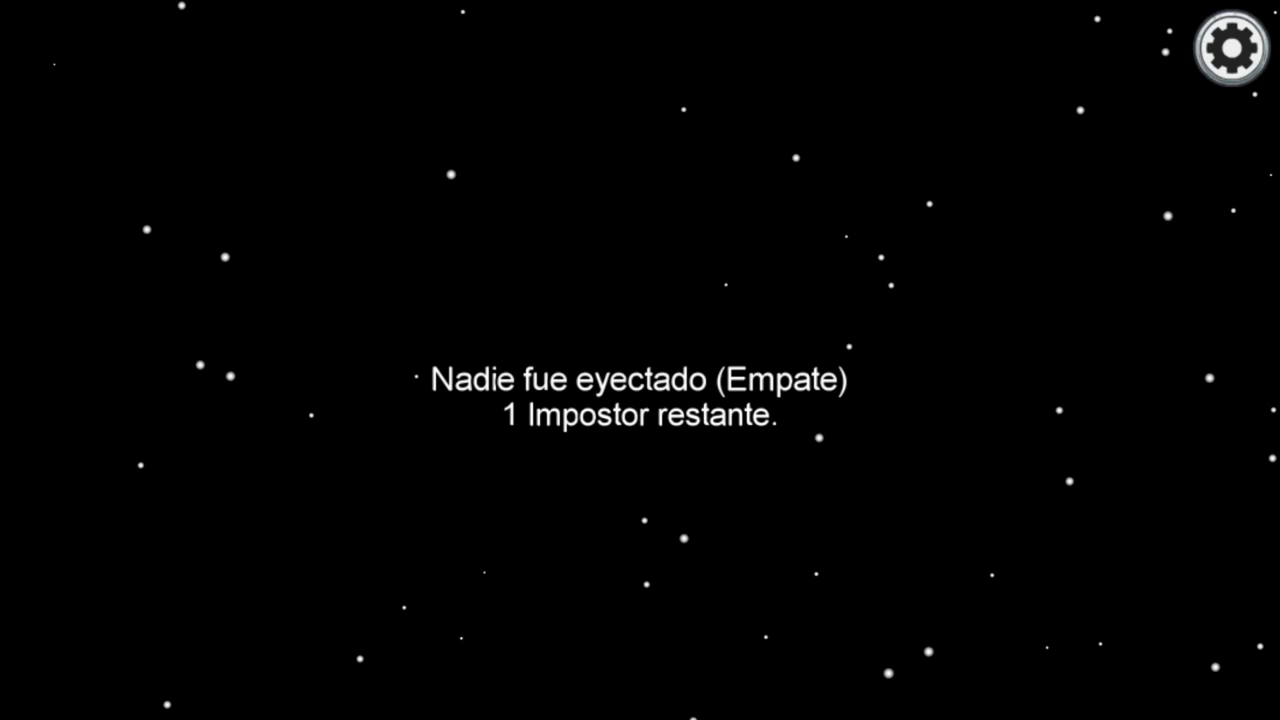 Nadie fue eyectado (Empate)
1 Impostor restante.